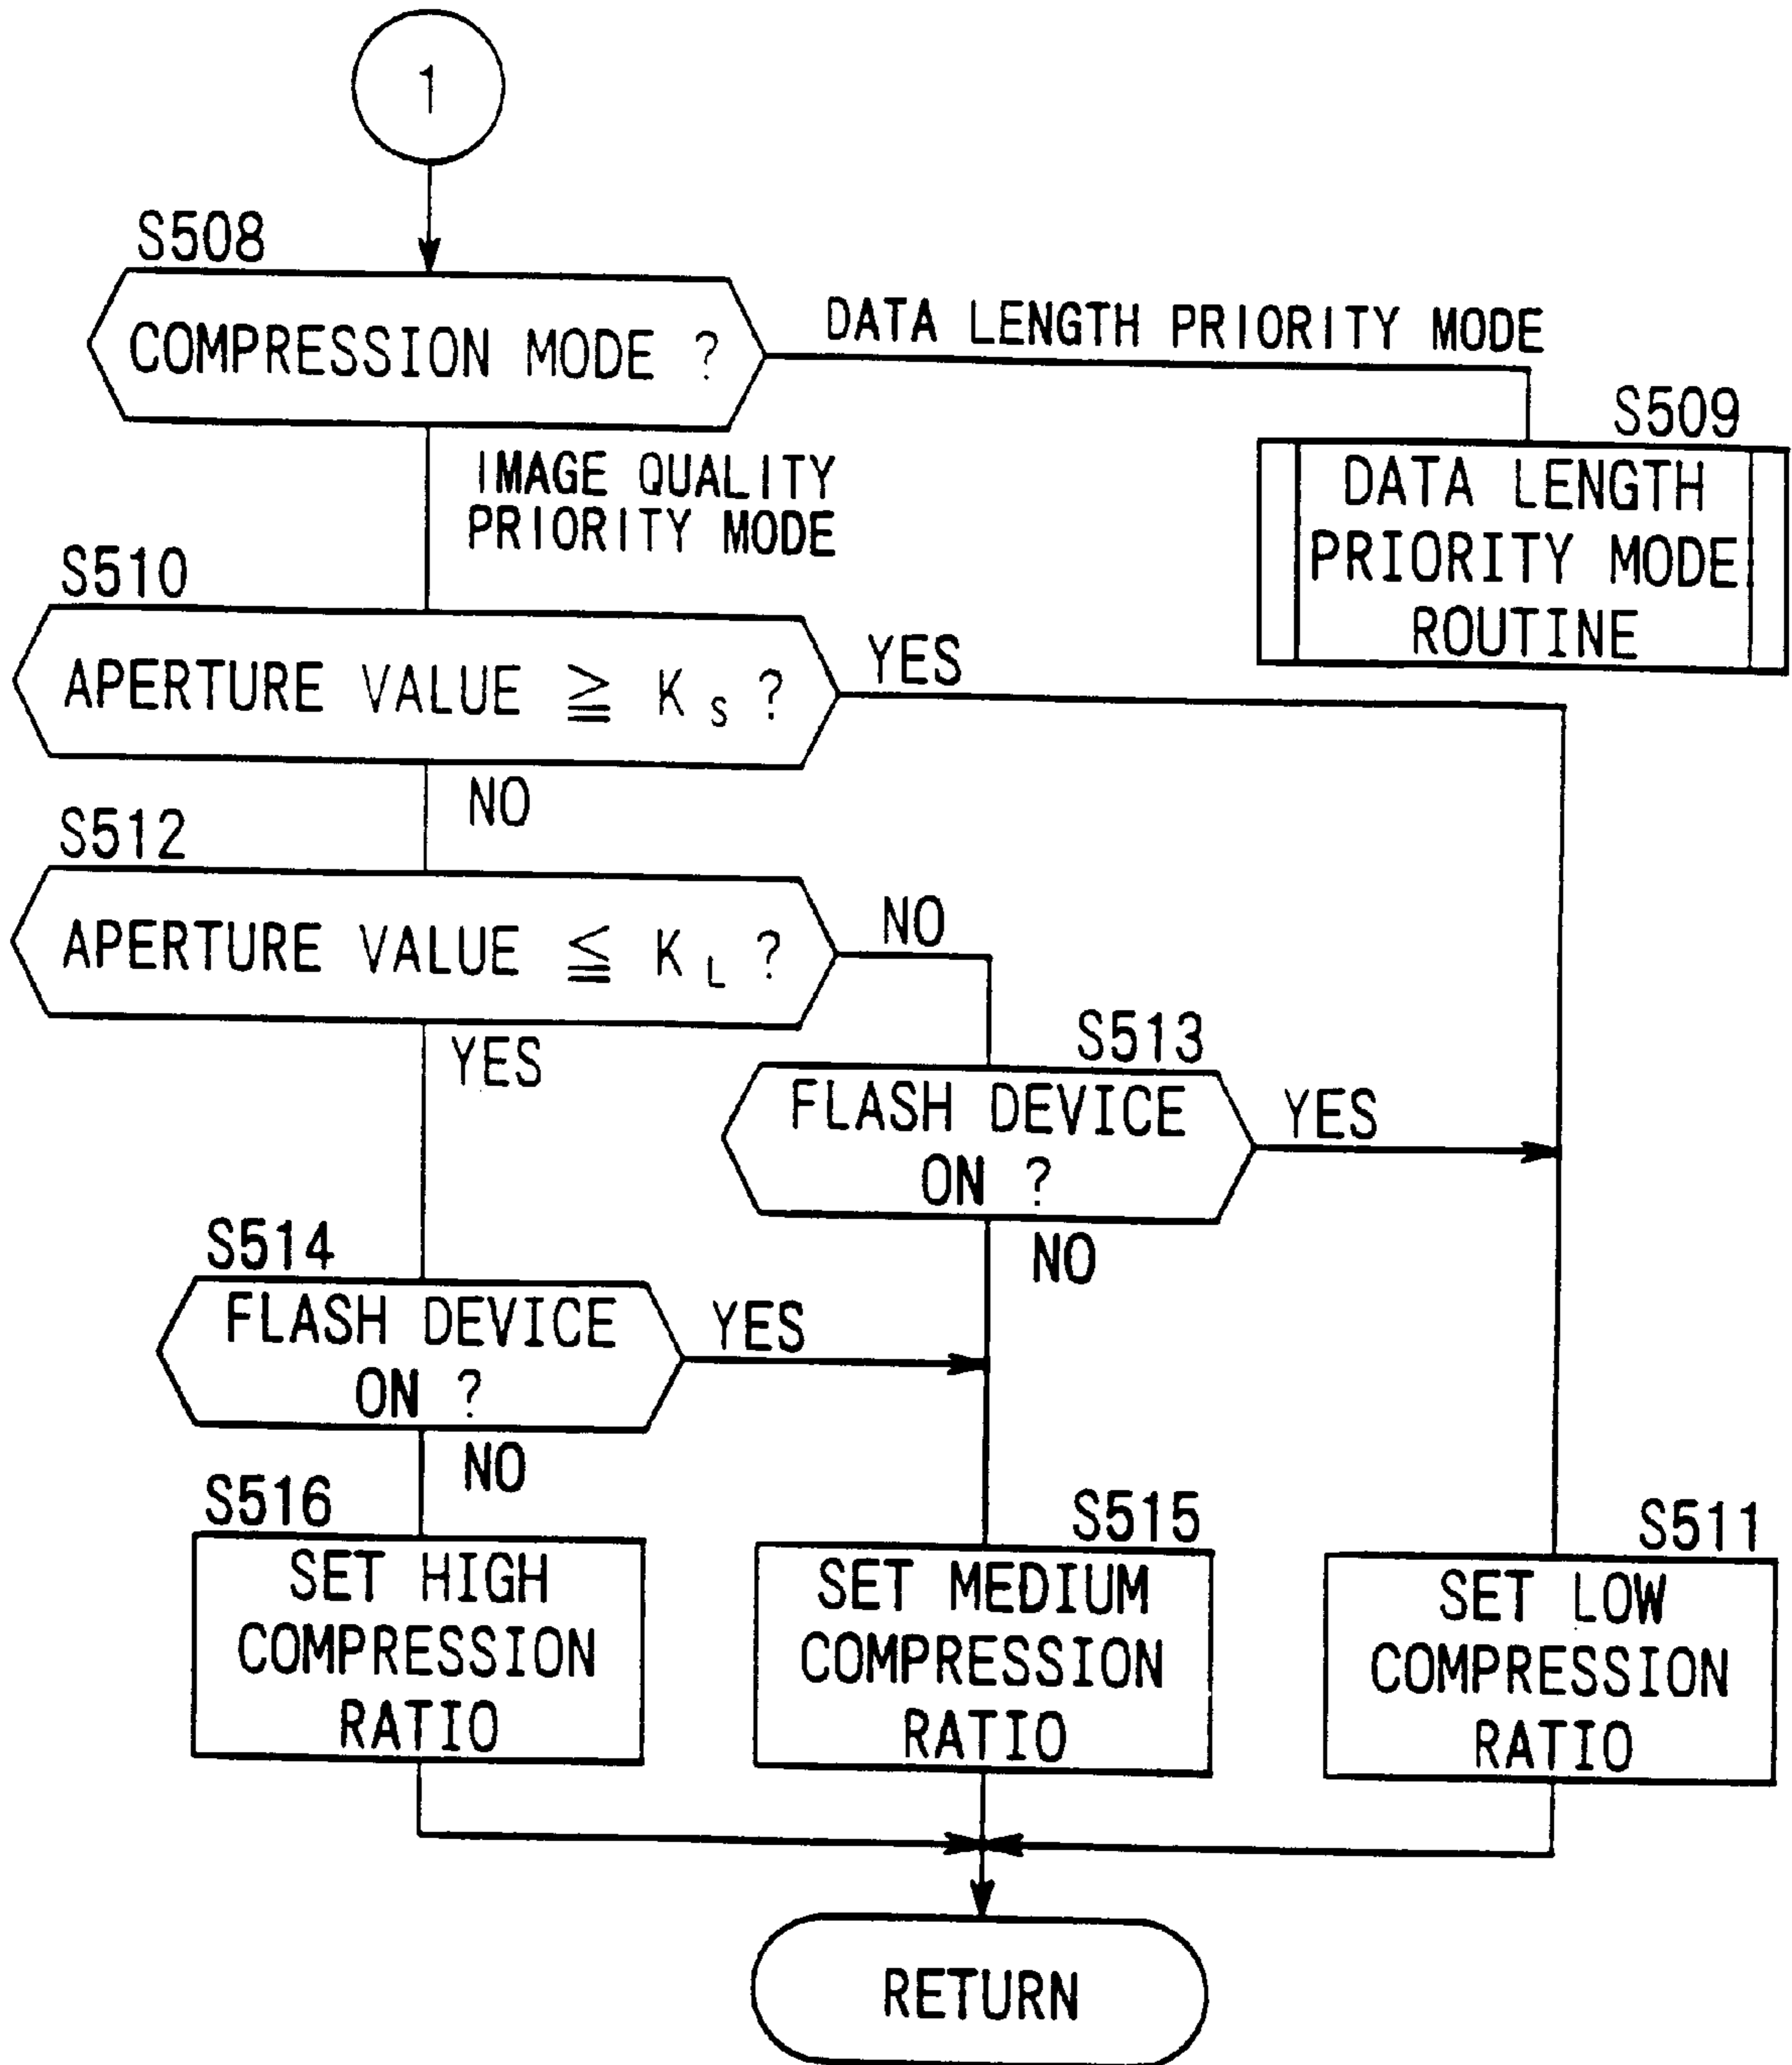 1
S508
COMPRESSION MODE ?
DATA LENGTH PRIORITY MODE
S509
DATA LENGTH
PRIORITY MODE
ROUTINE
IMAGE QUALITY
PRIORITY MODE
S510
APERTURE VALUE ≧ KS ?
YES
NO
S512
APERTURE VALUE ≦ KL ?
NO
YES
S513
FLASH DEVICE
ON ?
YES
NO
S514
FLASH DEVICE
ON ?
YES
NO
S516
SET HIGH
COMPRESSION
RATIO
S515
SET MEDIUM
COMPRESSION
RATIO
S511
SET LOW
COMPRESSION
RATIO
RETURN